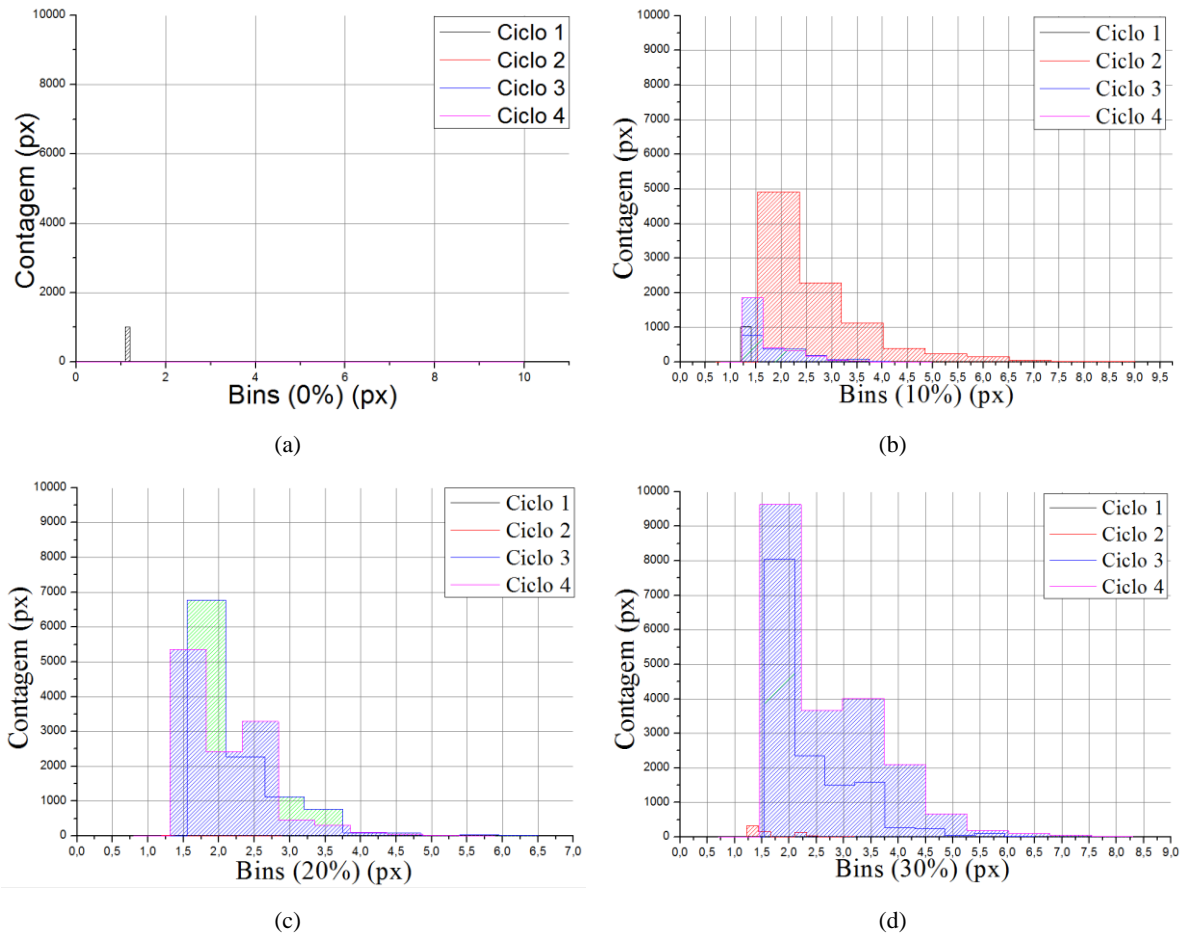 10000
8000
6000
4000
2000
0
Contagem (px)
Ciclo 1
Ciclo 2
Ciclo 3
Ciclo 4
0 2 4 6 8 10
Bins (0%) (px)
(a)
10000
9000
8000
7000
6000
5000
4000
3000
2000
1000
0
Contagem (px)
Ciclo 1
Ciclo 2
Ciclo 3
Ciclo 4
0,0 0,5 1,0 1,5 2,0 2,5 3,0 3,5 4,0 4,5 5,0 5,5 6,0 6,5 7,0 7,5 8,0 8,5 9,0 9,5
Bins (10%) (px)
(b)
10000
9000
8000
7000
6000
5000
4000
3000
2000
1000
0
Contagem (px)
Ciclo 1
Ciclo 2
Ciclo 3
Ciclo 4
0,0 0,5 1,0 1,5 2,0 2,5 3,0 3,5 4,0 4,5 5,0 5,5 6,0 6,5 7,0
Bins (20%) (px)
(c)
10000
9000
8000
7000
6000
5000
4000
3000
2000
1000
0
Contagem (px)
Ciclo 1
Ciclo 2
Ciclo 3
Ciclo 4
0,0 0,5 1,0 1,5 2,0 2,5 3,0 3,5 4,0 4,5 5,0 5,5 6,0 6,5 7,0 7,5 8,0 8,5 9,0
Bins (30%) (px)
(d)